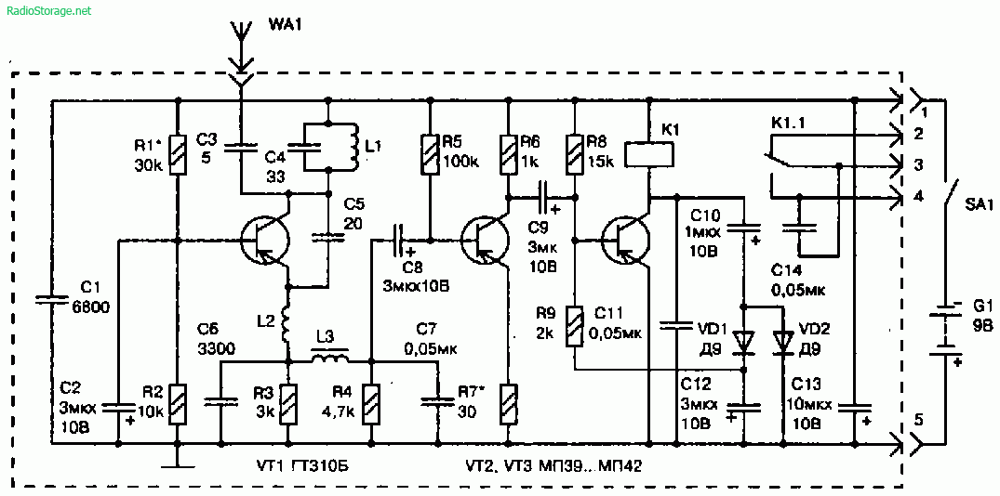 RadioStorage.net
WA1
R1*
30k
C3
5
C4
33
L1
R5
100k
R6
1k
R8
15k
K1
K1.1
1
2
3
4
SA1
C5
20
C8
3мкх10В
C9
3мк
10В
C10
1мкх
10В
C14
0,05мк
C1
6800
L2
C6
3300
L3
C7
0,05мк
R9
2k
C11
0,05мк
VD1
Д9
VD2
Д9
G1
9В
C2
3мкх
10В
R2
10k
R3
3k
R4
4,7k
R7*
30
C12
3мкх
10В
C13
10мкх
10В
5
VT1 ГТ310Б
VT2, VT3 МП39...МП42